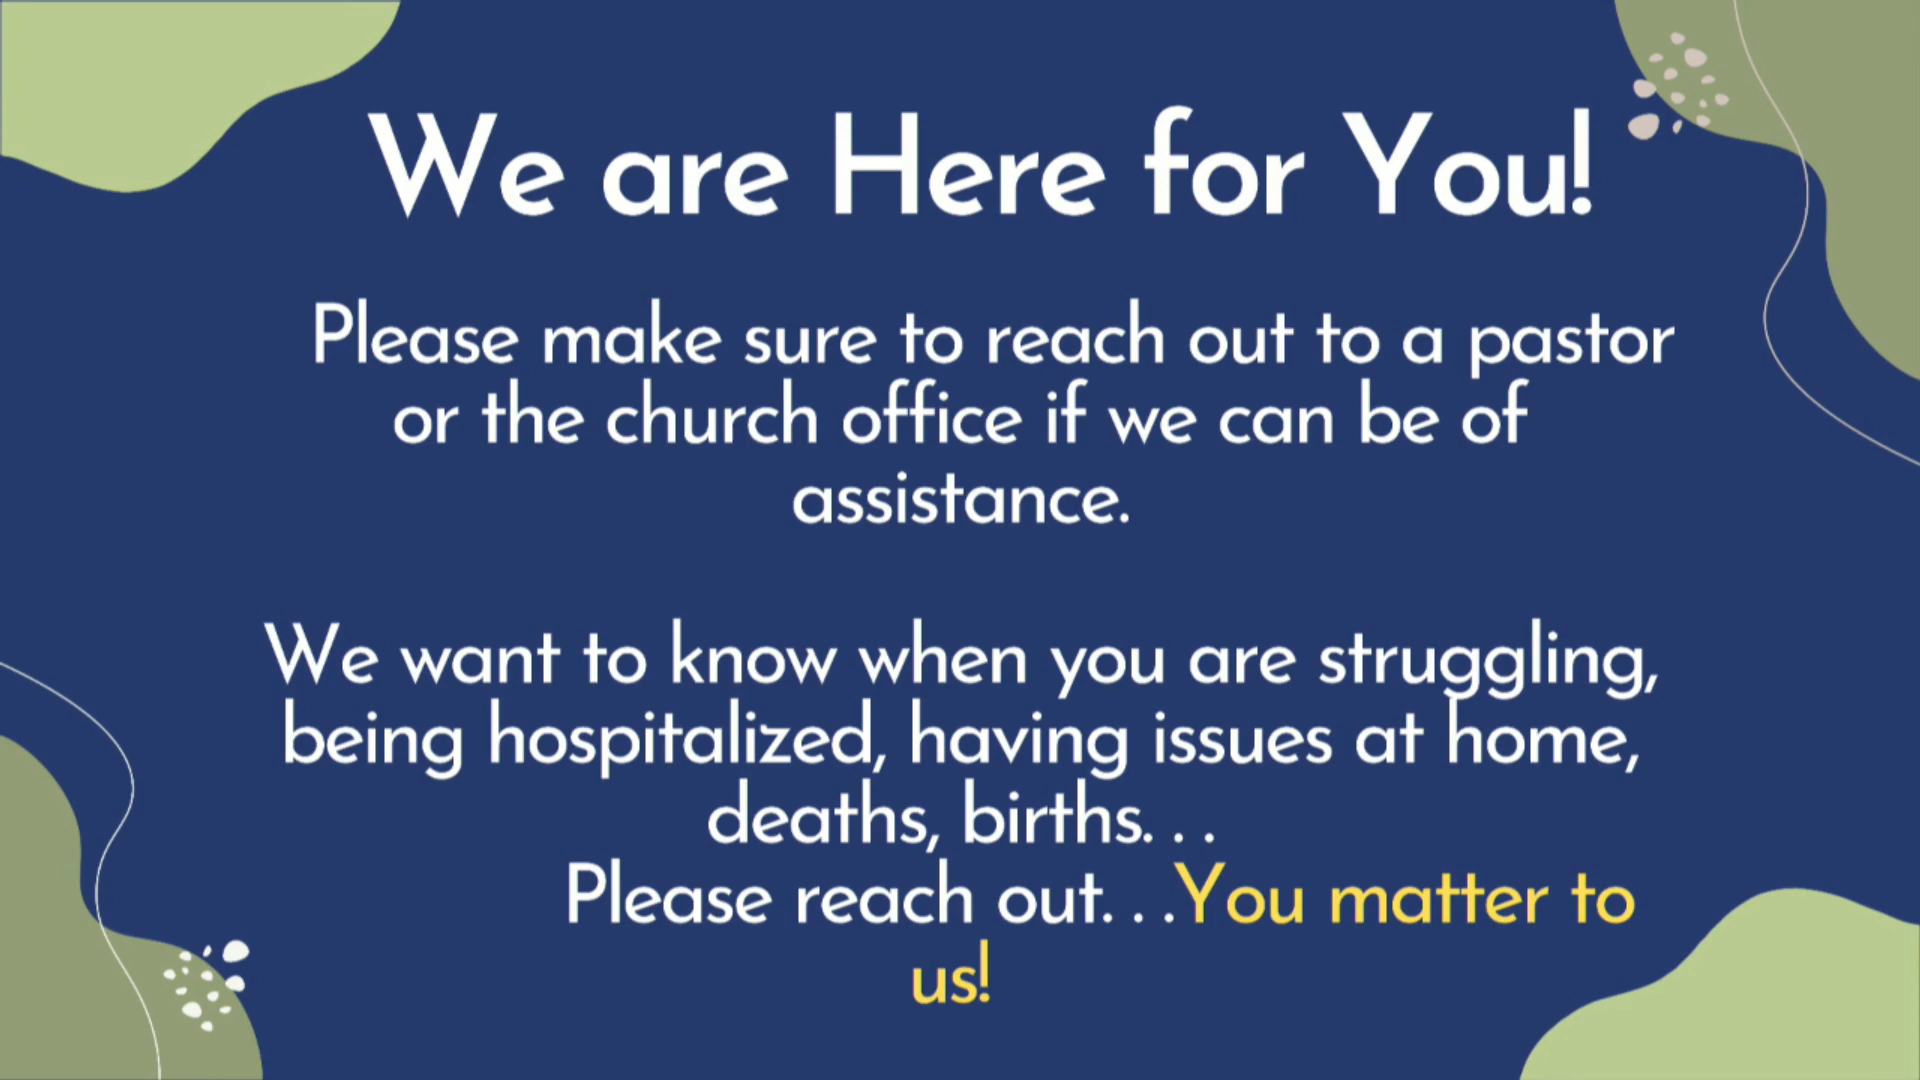 We are Here for You!
Please make sure to reach out to a pastor
or the church office if we can be of
assistance.
We want to know when you are struggling,
being hospitalized, having issues at home,
deaths, births. . .
Please reach out. . .You matter to
us!